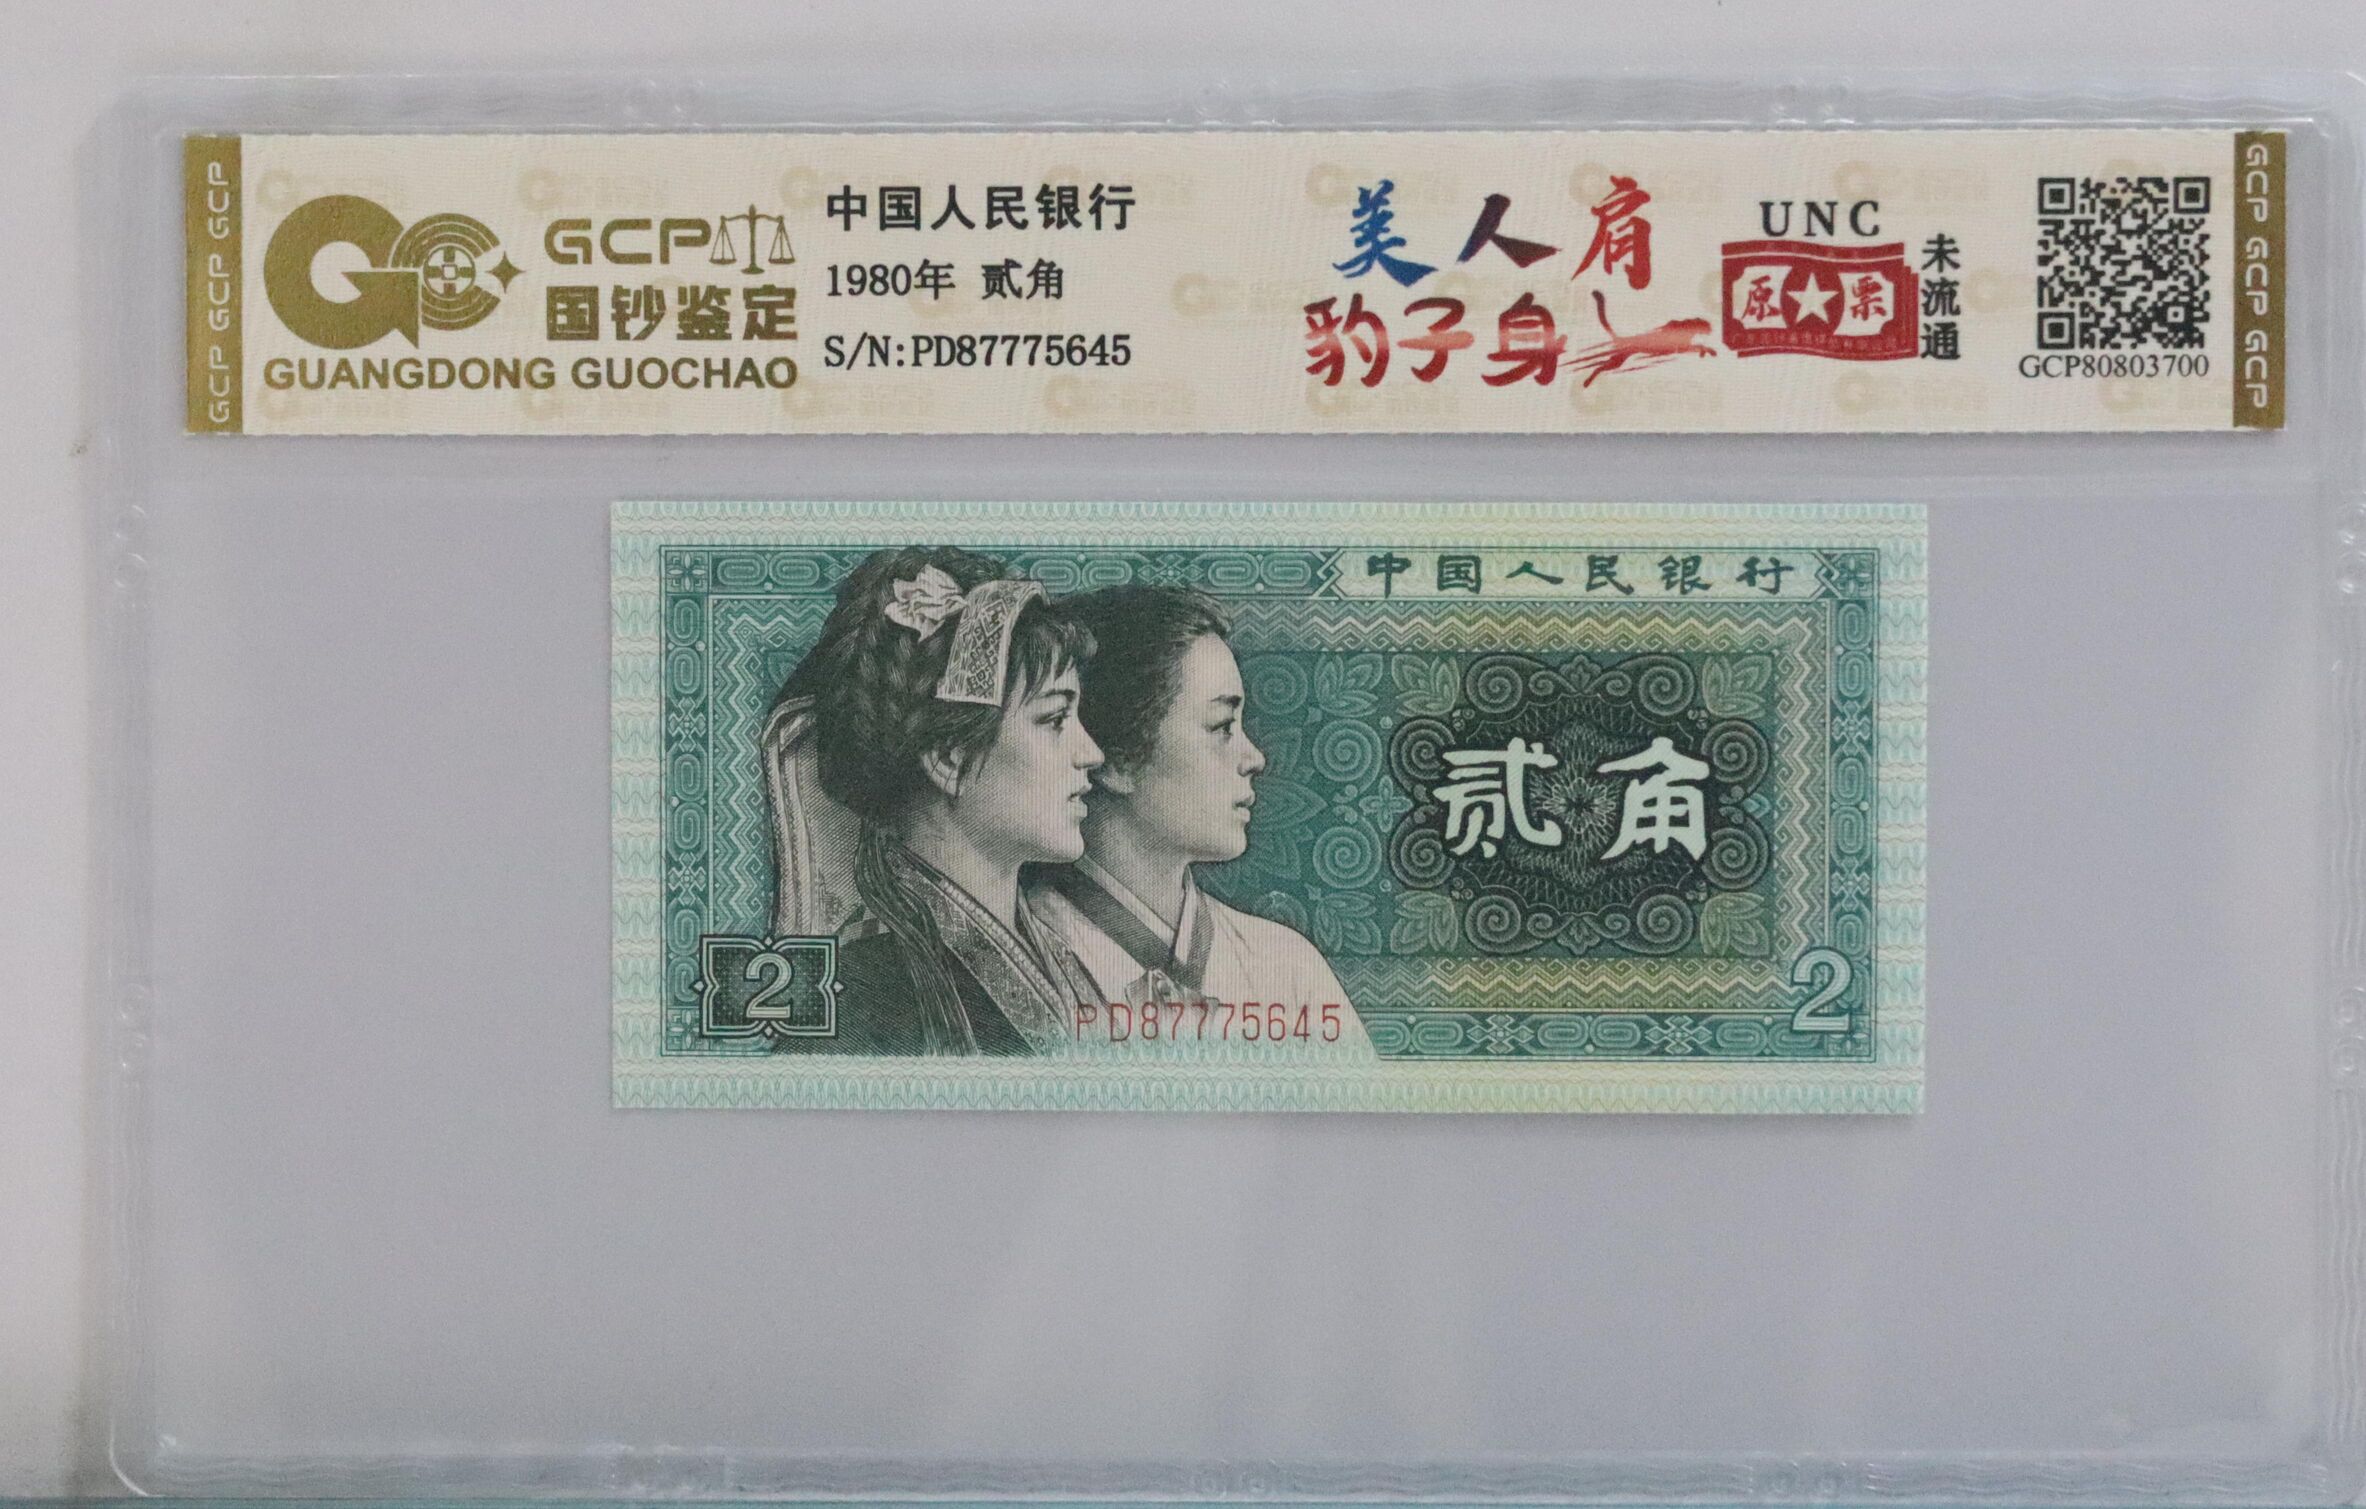 GCP GCP GCP
GCP
国钞鉴定
GUANGDONG GUOCHAO
中国人民银行
1980年 贰角
S/N:PD87775645
美人肩
豹子身
UNC
原票
未流通
GCP80803700
GCP GCP GCP
中国人民银行
贰角
2
PD87775645
2